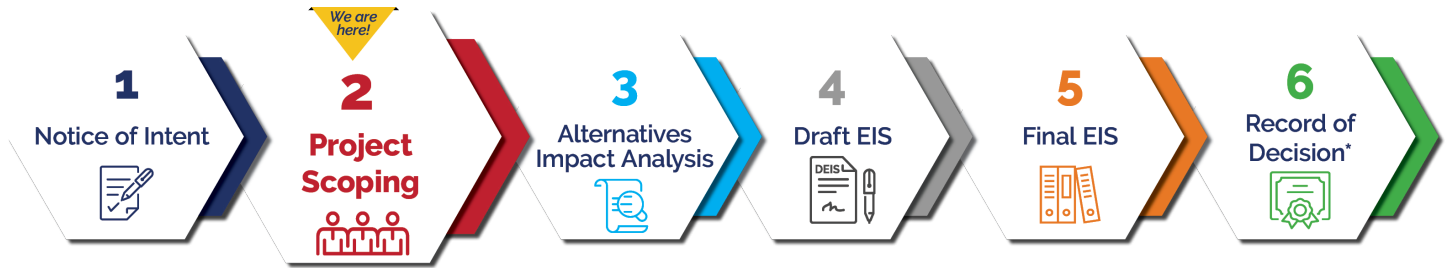 We are
here!
1
Notice of Intent
2
Project
Scoping
3
Alternatives
Impact Analysis
4
Draft EIS
DEIS
5
Final EIS
6
Record of
Decision*